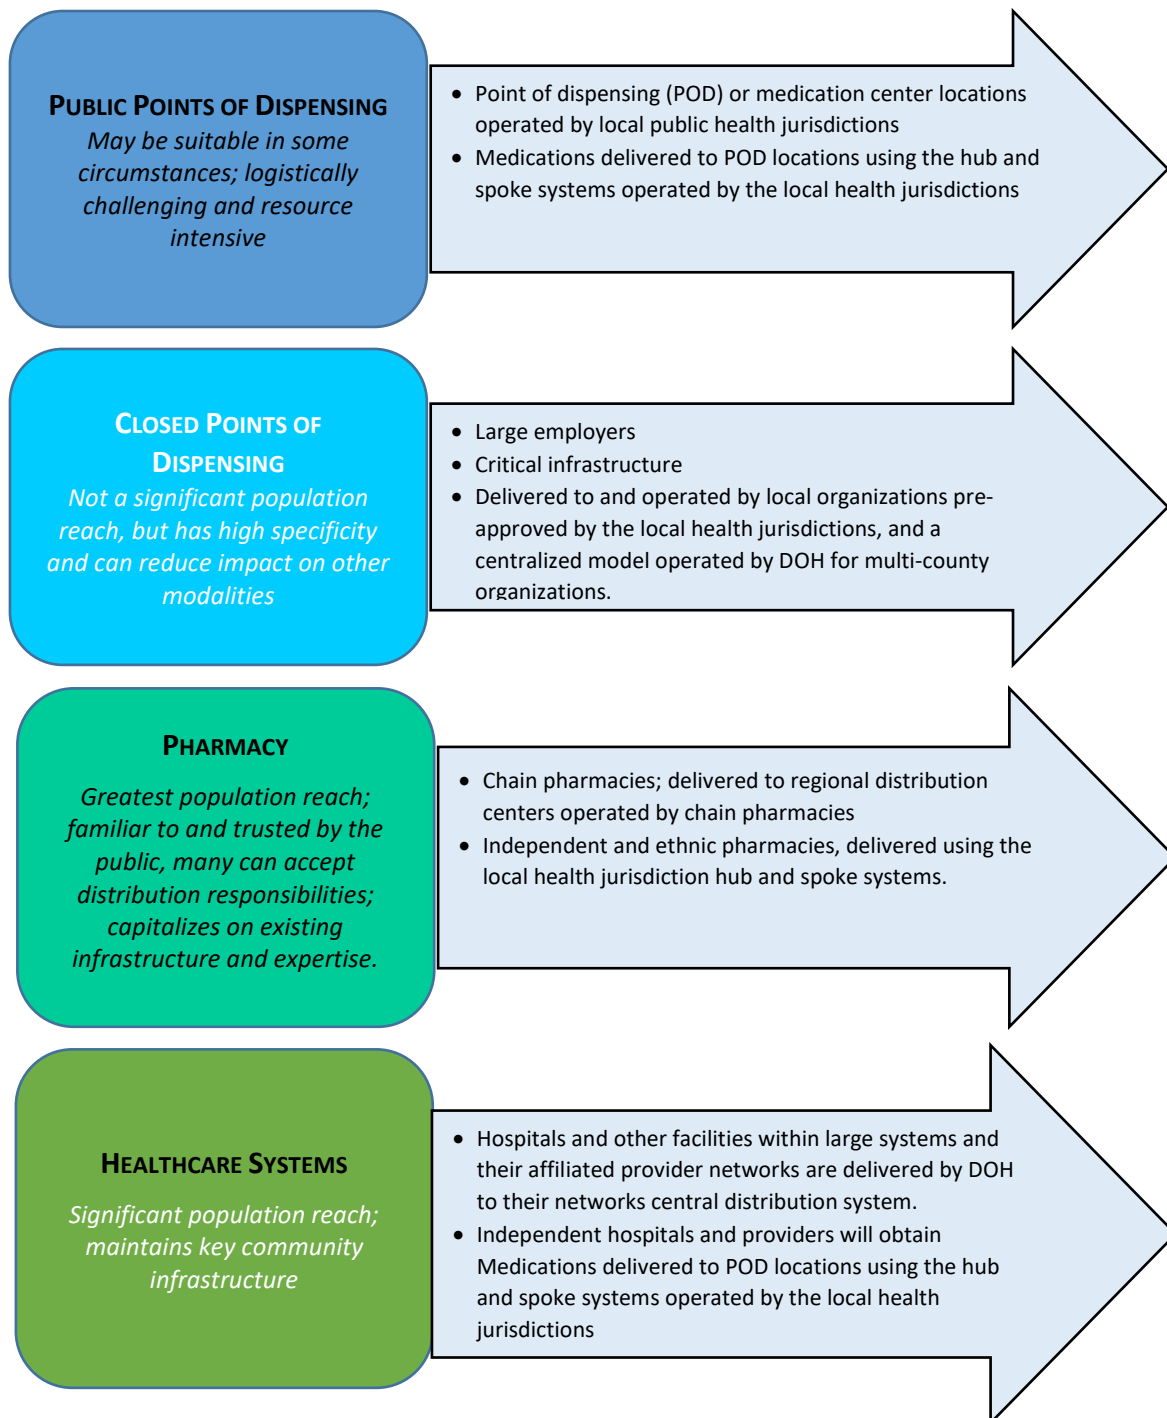 PUBLIC POINTS OF DISPENSING
May be suitable in some
circumstances; logistically
challenging and resource
intensive
• Point of dispensing (POD) or medication center locations
operated by local public health jurisdictions
• Medications delivered to POD locations using the hub and
spoke systems operated by the local health jurisdictions
CLOSED POINTS OF
DISPENSING
Not a significant population
reach, but has high specificity
and can reduce impact on other
modalities
• Large employers
• Critical infrastructure
• Delivered to and operated by local organizations pre-
approved by the local health jurisdictions, and a
centralized model operated by DOH for multi-county
organizations.
PHARMACY
Greatest population reach;
familiar to and trusted by the
public, many can accept
distribution responsibilities;
capitalizes on existing
infrastructure and expertise.
• Chain pharmacies; delivered to regional distribution
centers operated by chain pharmacies
• Independent and ethnic pharmacies, delivered using the
local health jurisdiction hub and spoke systems.
HEALTHCARE SYSTEMS
Significant population reach;
maintains key community
infrastructure
• Hospitals and other facilities within large systems and
their affiliated provider networks are delivered by DOH
to their networks central distribution system.
• Independent hospitals and providers will obtain
Medications delivered to POD locations using the hub
and spoke systems operated by the local health
jurisdictions